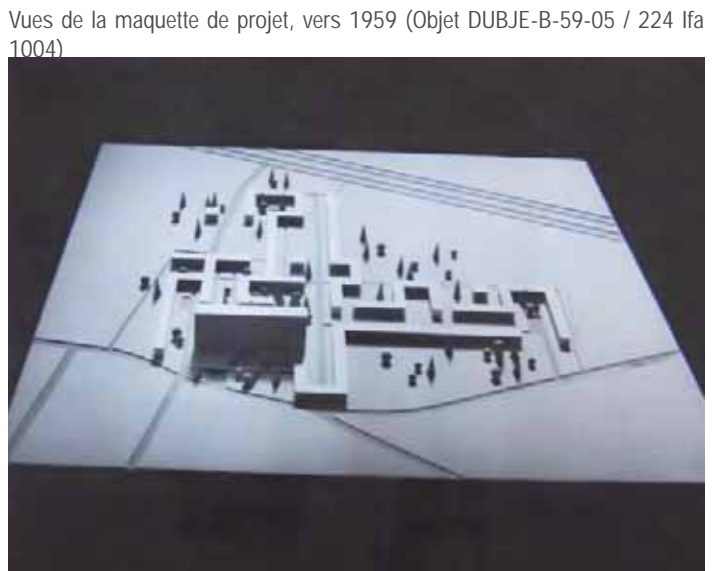 Vues de la maquette de projet, vers 1959 (Objet DUBJE-B-59-05 / 224 Ifa
1004)